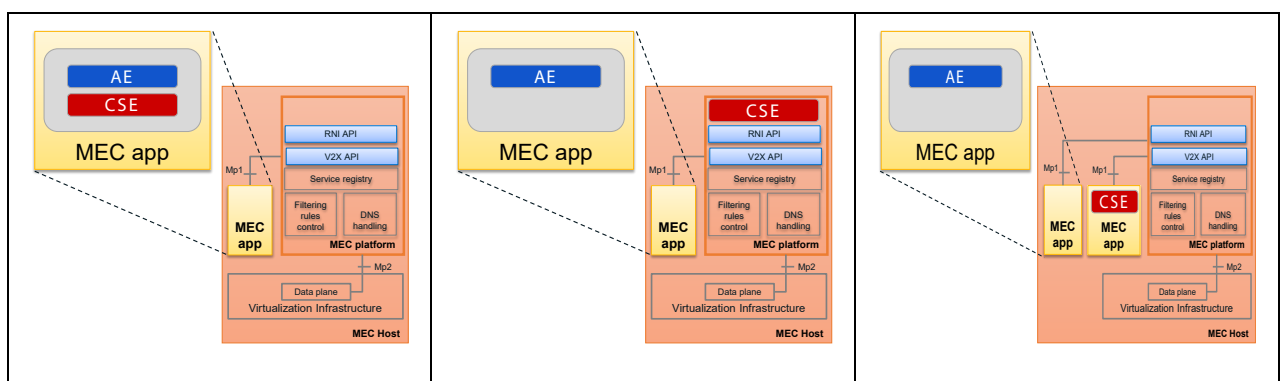 AE
CSE
MEC app
RNI API
V2X API
Mp1
Service registry
Filtering
rules
control
DNS
handling
MEC
app
MEC platform
Mp2
Data plane
Virtualization Infrastructure
MEC Host
AE
MEC app
CSE
RNI API
V2X API
Mp1
Service registry
Filtering
rules
control
DNS
handling
MEC
app
MEC platform
Mp2
Data plane
Virtualization Infrastructure
MEC Host
AE
MEC app
RNI API
V2X API
Mp1
Mp1
Service registry
CSE
Filtering
rules
control
DNS
handling
MEC
app
MEC
app
MEC platform
Mp2
Data plane
Virtualization Infrastructure
MEC Host